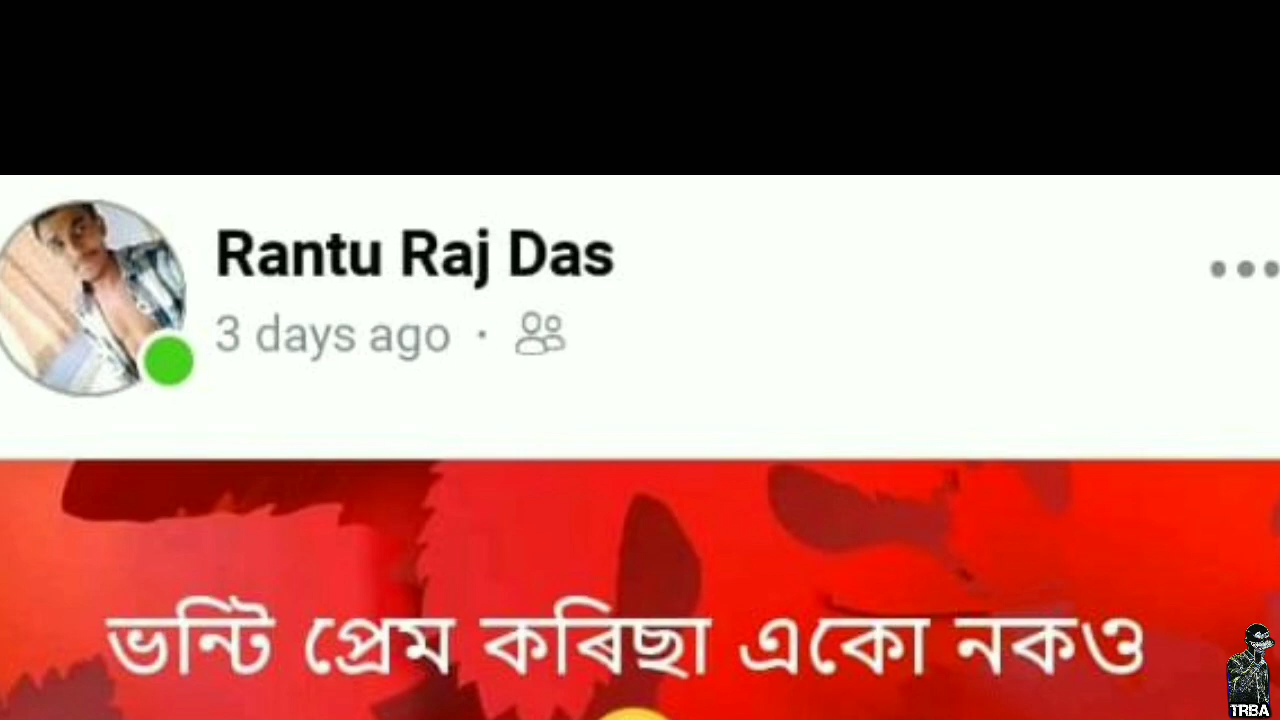 Rantu Raj Das
3 days ago ·
ভন্টি প্ৰেম কৰিছা একো নকও
TRBA